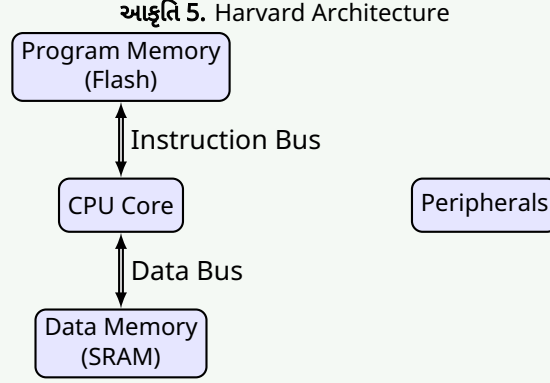 આકૃતિ 5. Harvard Architecture
Program Memory
(Flash)
Instruction Bus
CPU Core
Peripherals
Data Bus
Data Memory
(SRAM)